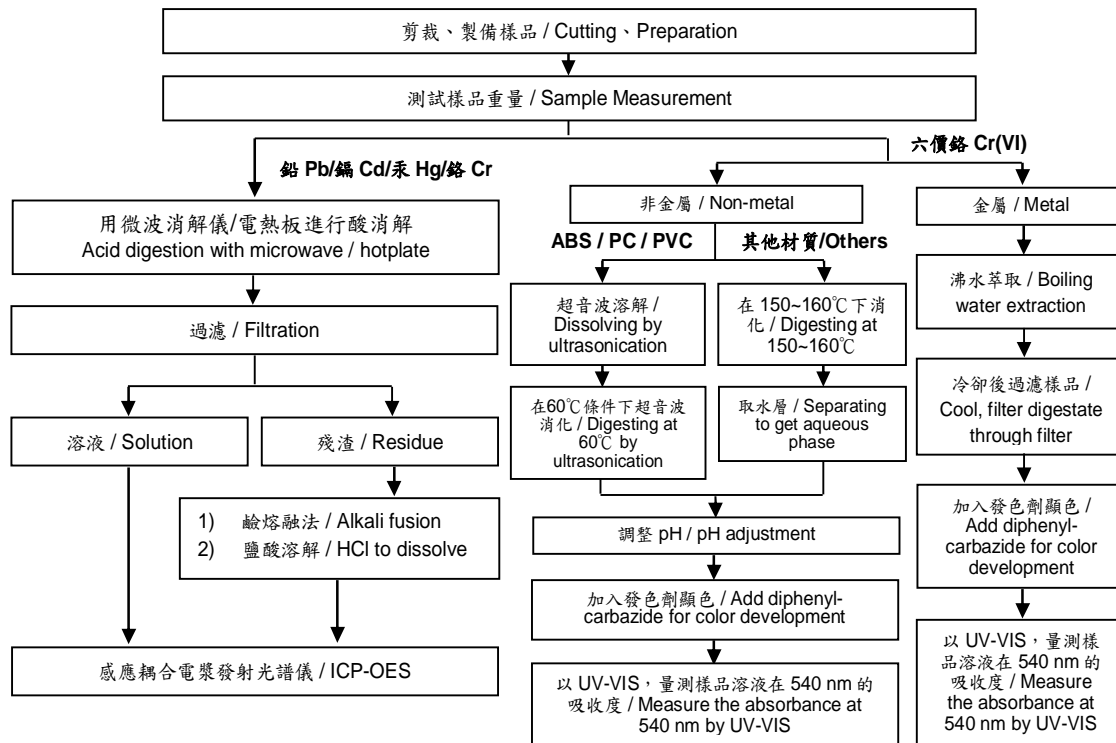 剪裁、製備樣品 / Cutting、Preparation
測試樣品重量 / Sample Measurement
鉛 Pb/鎘 Cd/汞 Hg/鉻 Cr
用微波消解儀/電熱板進行酸消解
Acid digestion with microwave / hotplate
過濾 / Filtration
溶液 / Solution
殘渣 / Residue
1) 鹼熔融法 / Alkali fusion
2) 鹽酸溶解 / HCl to dissolve
感應耦合電漿發射光譜儀 / ICP-OES
六價鉻 Cr(VI)
非金屬 / Non-metal
ABS / PC / PVC
超音波溶解 /
Dissolving by
ultrasonication
在60℃條件下超音波
消化 / Digesting at
60℃ by
ultrasonication
其他材質/Others
在 150~160℃下消
化 / Digesting at
150~160℃
取水層 / Separating
to get aqueous
phase
調整 pH / pH adjustment
加入發色劑顯色 / Add diphenyl-
carbazide for color development
以 UV-VIS，量測樣品溶液在 540 nm 的
吸收度 / Measure the absorbance at
540 nm by UV-VIS
金屬 / Metal
沸水萃取 / Boiling
water extraction
冷卻後過濾樣品 /
Cool, filter digestate
through filter
加入發色劑顯色 /
Add diphenyl-
carbazide for color
development
以 UV-VIS，量測樣
品溶液在 540 nm 的
吸收度 / Measure
the absorbance at
540 nm by UV-VIS